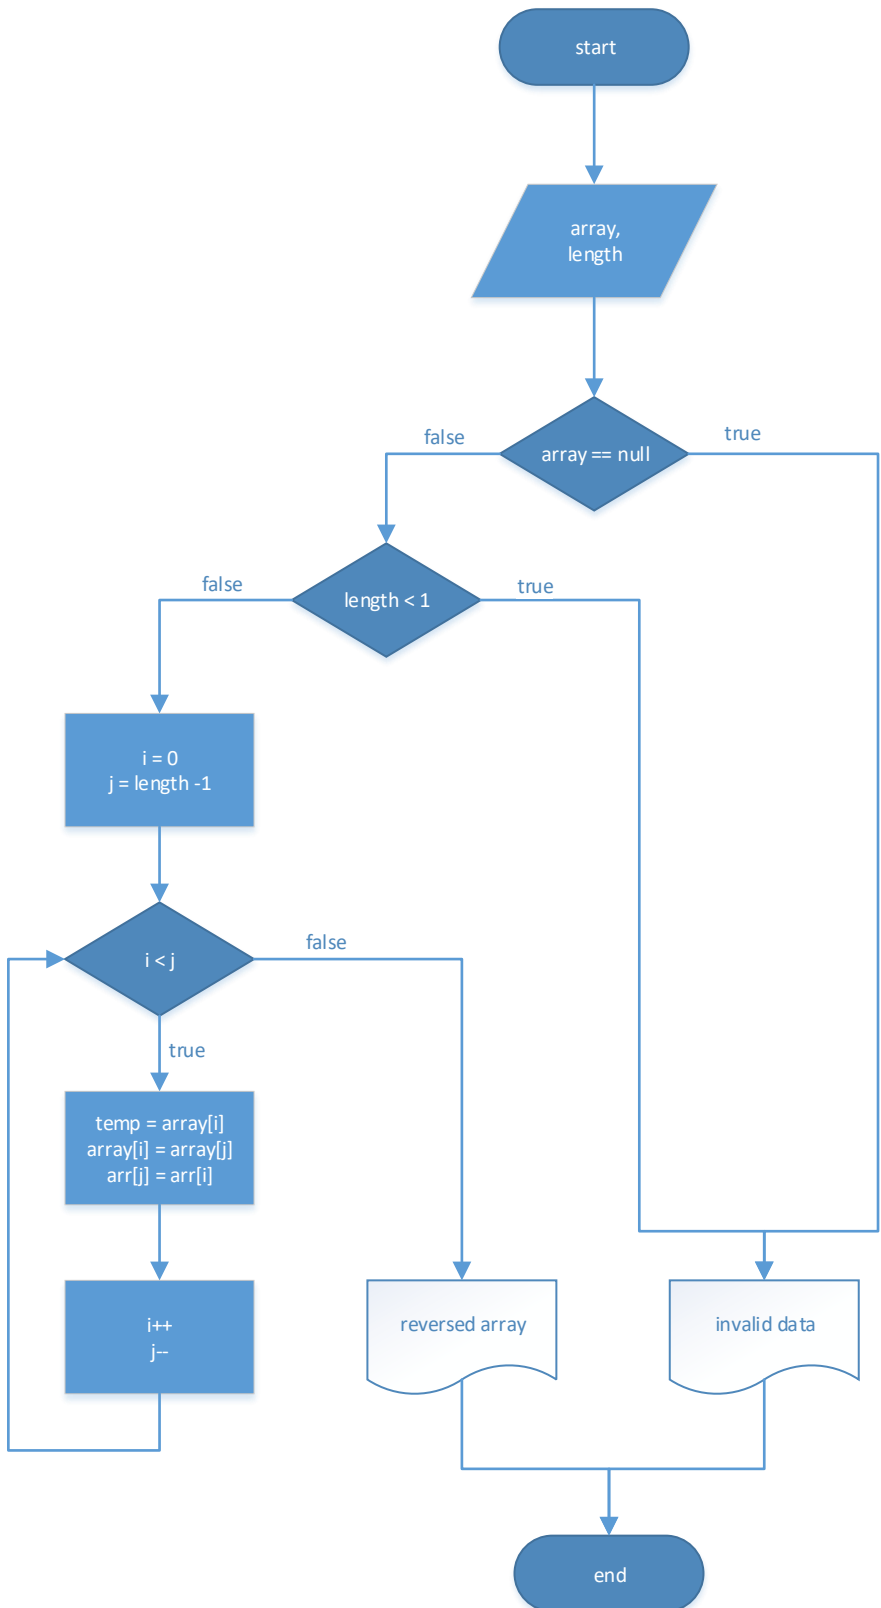 start
array,
length
array == null
false
true
length < 1
false
true
i = 0
j = length -1
i < j
false
true
temp = array[i]
array[i] = array[j]
arr[j] = arr[i]
i++
j--
reversed array
invalid data
end